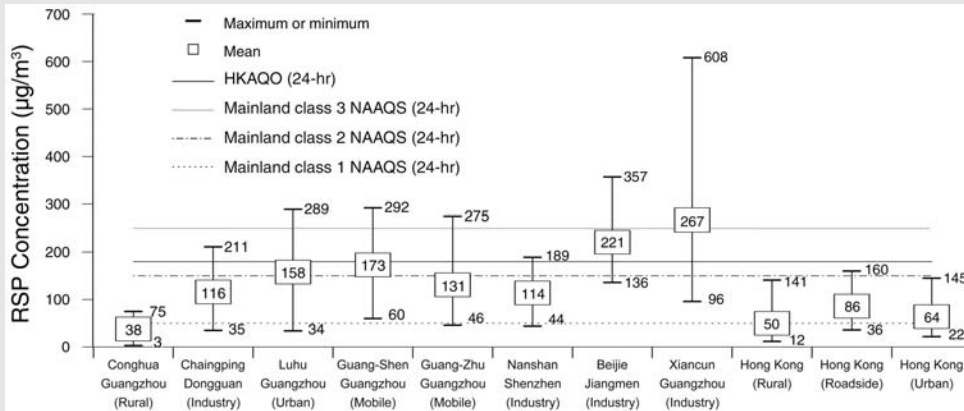 RSP Concentration (µg/m³)
700
600
500
400
300
200
100
0
Maximum or minimum
Mean
HKAQO (24-hr)
Mainland class 3 NAAQS (24-hr)
Mainland class 2 NAAQS (24-hr)
Mainland class 1 NAAQS (24-hr)
75
38
3
211
116
35
289
158
34
292
173
60
275
131
46
189
114
44
357
221
136
608
267
96
141
50
12
160
86
36
145
64
22
Conghua
Guangzhou
(Rural)
Chaingping
Dongguan
(Industry)
Luhu
Guangzhou
(Urban)
Guang-Shen
Guangzhou
(Mobile)
Guang-Zhu
Guangzhou
(Mobile)
Nanshan
Shenzhen
(Industry)
Beijie
Jiangmen
(Industry)
Xiancun
Guangzhou
(Industry)
Hong Kong
(Rural)
Hong Kong
(Roadside)
Hong Kong
(Urban)